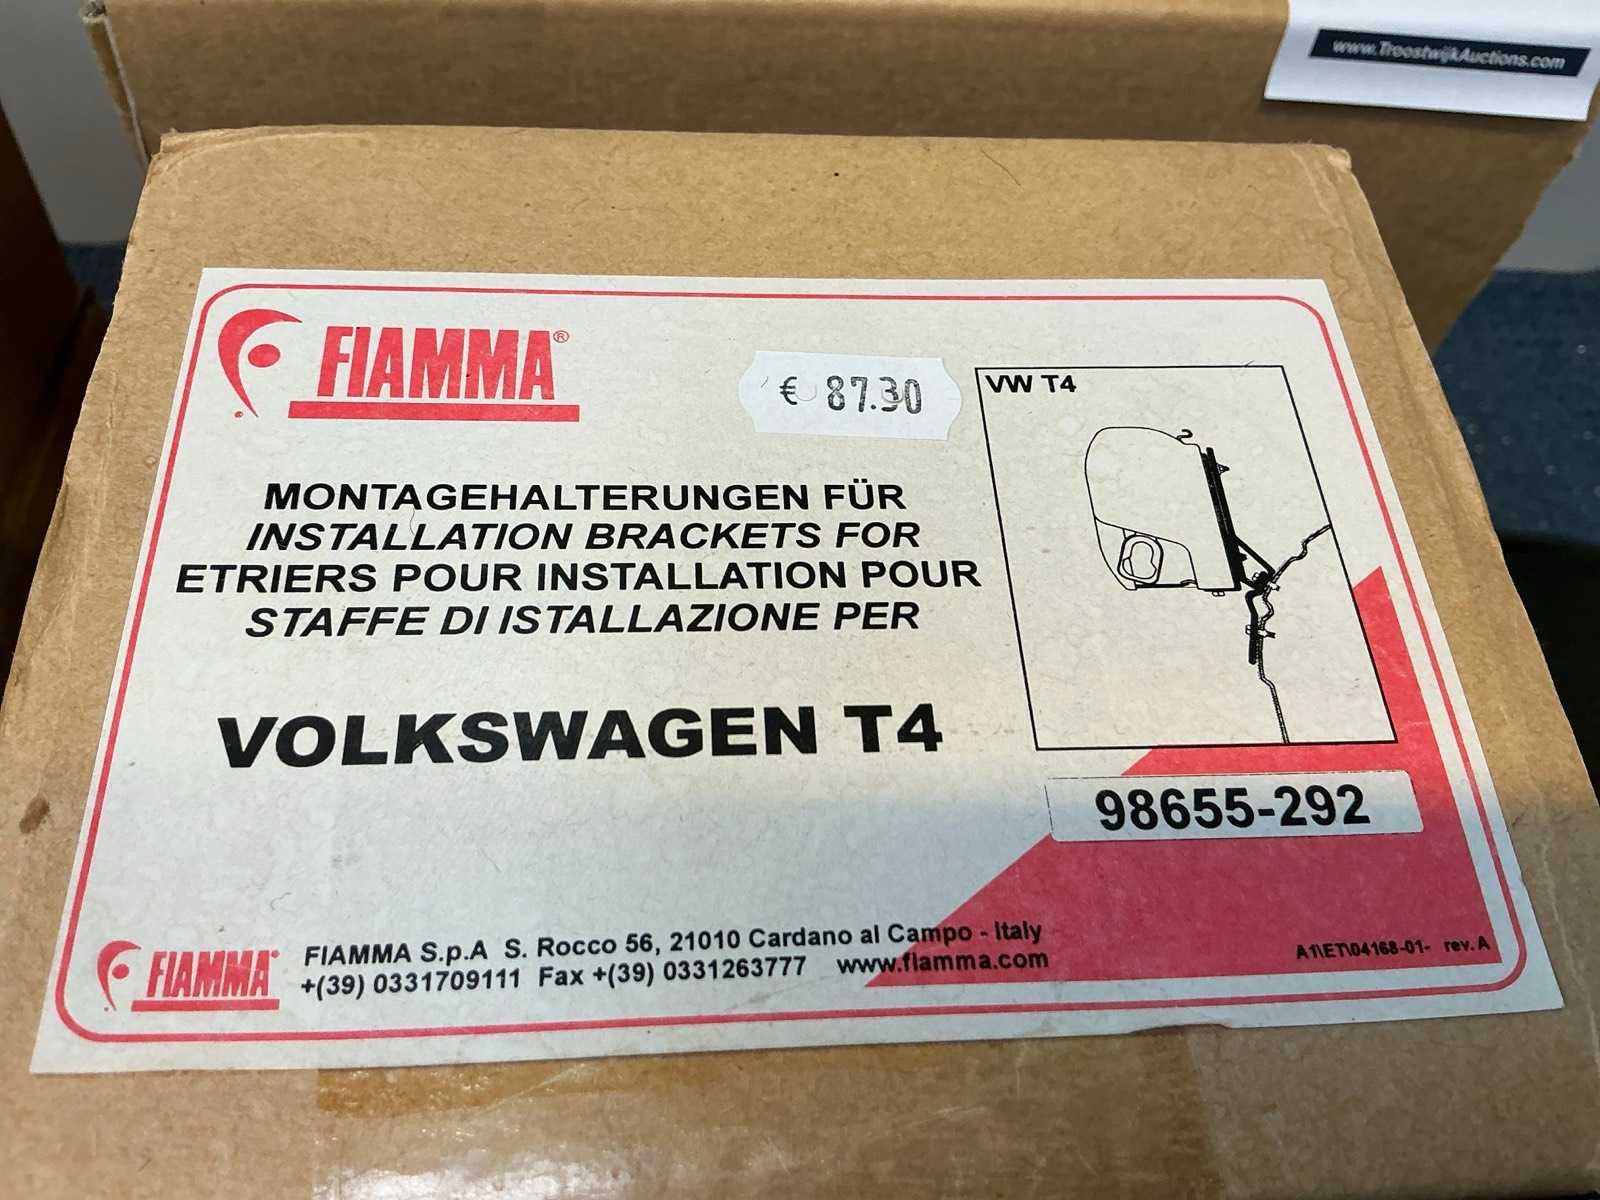 www.TroostwijkAuctions.com
FIAMMA®
€ 87.30
VW T4
MONTAGEHALTERUNGEN FÜR
INSTALLATION BRACKETS FOR
ETRIERS POUR INSTALLATION POUR
STAFFE DI ISTALLAZIONE PER
VOLKSWAGEN T4
98655-292
FIAMMA
FIAMMA S.p.A S. Rocco 56, 21010 Cardano al Campo - Italy
+(39) 0331709111 Fax +(39) 0331263777 www.fiamma.com
A1\ET\04168-01- rev. A